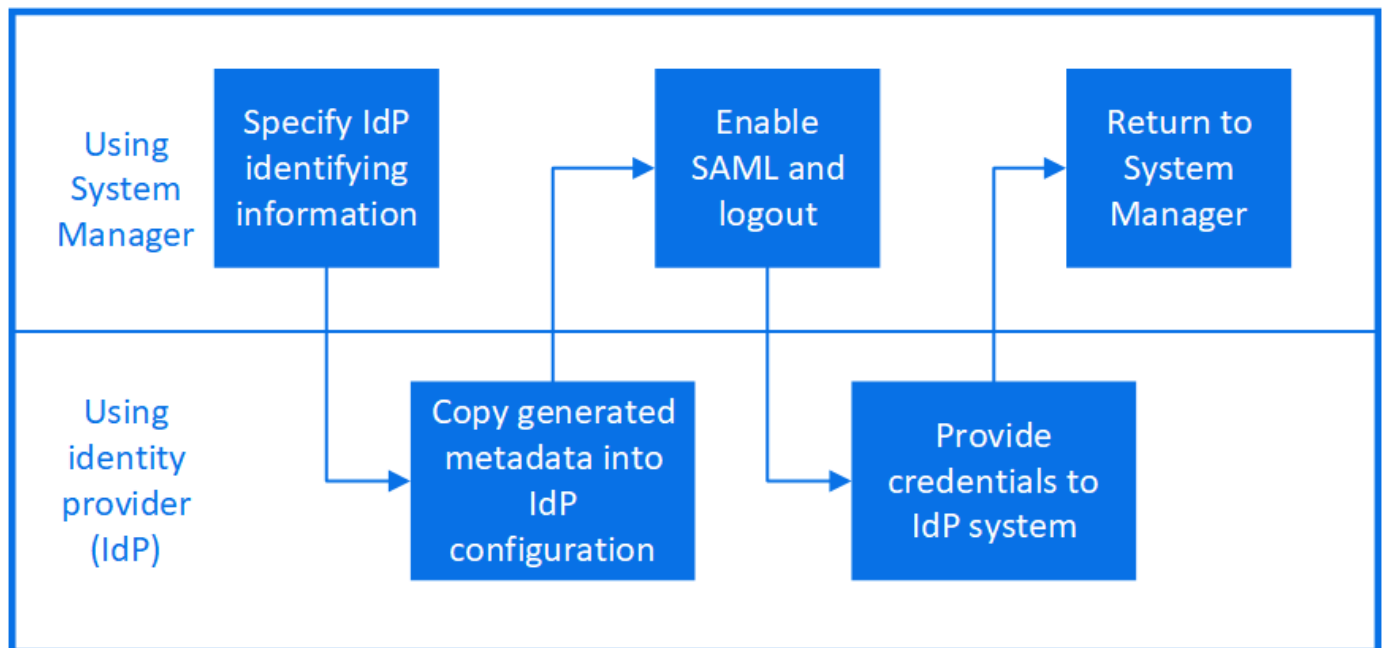 Using
System
Manager
Specify IdP
identifying
information
Enable
SAML and
logout
Return to
System
Manager
Using
identity
provider
(IdP)
Copy generated
metadata into
IdP
configuration
Provide
credentials to
IdP system